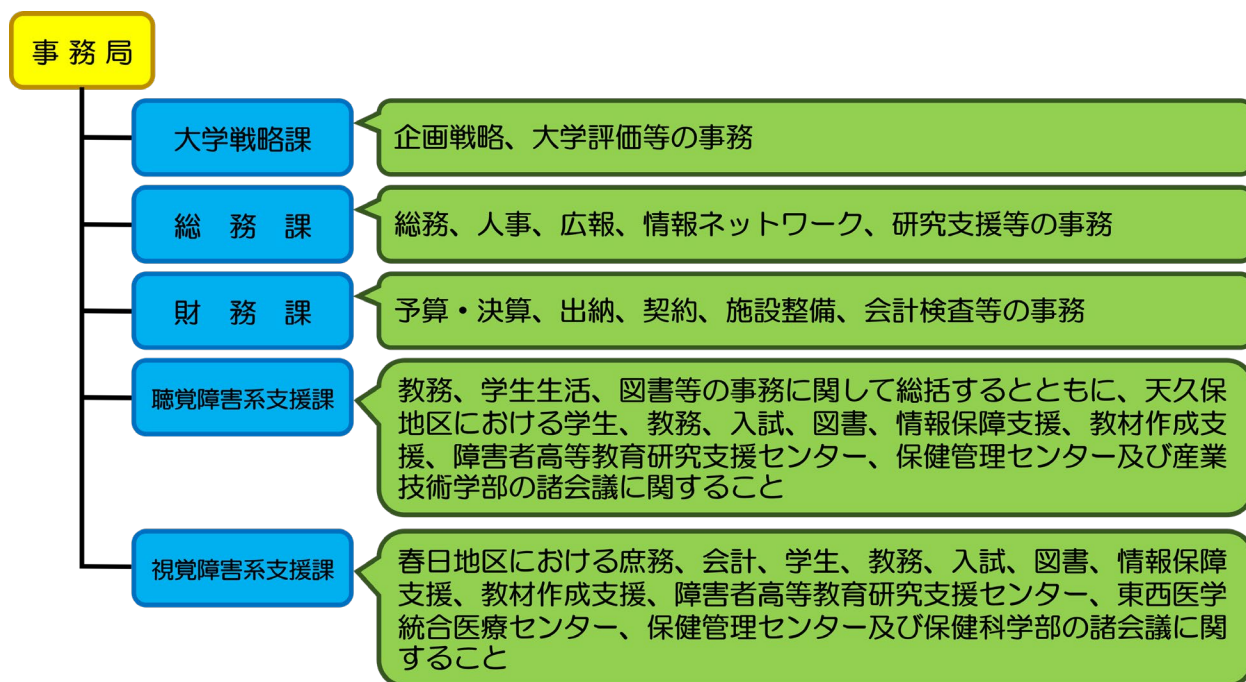 事務局
大学戦略課
企画戦略、大学評価等の事務
総務課
総務、人事、広報、情報ネットワーク、研究支援等の事務
財務課
予算・決算、出納、契約、施設整備、会計検査等の事務
聴覚障害系支援課
教務、学生生活、図書等の事務に関して総括するとともに、天久保
地区における学生、教務、入試、図書、情報保障支援、教材作成支
援、障害者高等教育研究支援センター、保健管理センター及び産業
技術学部の諸会議に関すること
視覚障害系支援課
春日地区における庶務、会計、学生、教務、入試、図書、情報保障
支援、教材作成支援、障害者高等教育研究支援センター、東西医学
統合医療センター、保健管理センター及び保健科学部の諸会議に関
すること